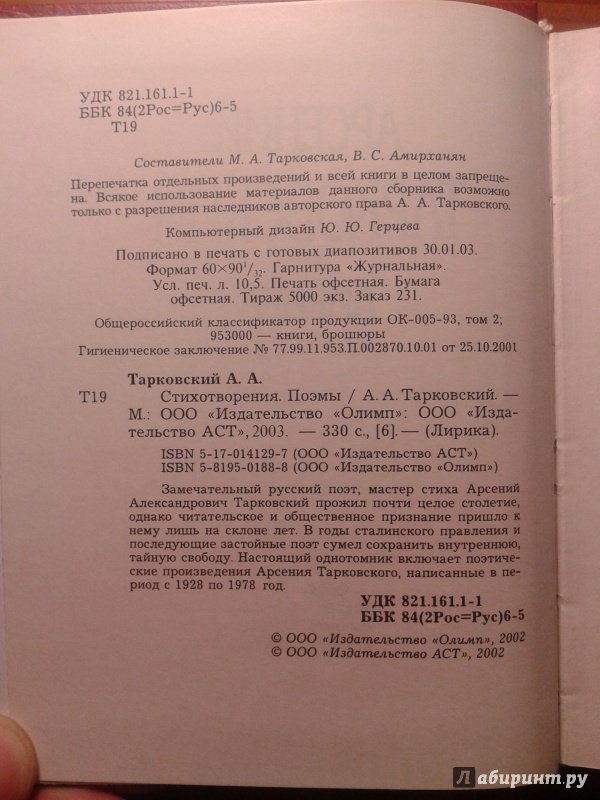 УДК 821.161.1-1
ББК 84(2Рос=Рус)6-5
Т19
Составители М. А. Тарковская, В. С. Амирханян
Перепечатка отдельных произведений и всей книги в целом запреще-
на. Всякое использование материалов данного сборника возможно
только с разрешения наследников авторского права А. А. Тарковского.
Компьютерный дизайн Ю. Ю. Герцева
Подписано в печать с готовых диапозитивов 30.01.03.
Формат 60×90¹/₃₂. Гарнитура «Журнальная».
Усл. печ. л. 10,5. Печать офсетная. Бумага
офсетная. Тираж 5000 экз. Заказ 231.
Общероссийский классификатор продукции ОК-005-93, том 2;
953000 — книги, брошюры
Гигиеническое заключение № 77.99.11.953.П.002870.10.01 от 25.10.2001
Тарковский А. А.
Т19 Стихотворения. Поэмы / А. А. Тарковский. —
М.: ООО «Издательство «Олимп»: ООО «Изда-
тельство АСТ», 2003. — 330 с., [6]. — (Лирика).
ISBN 5-17-014129-7 (ООО «Издательство АСТ»)
ISBN 5-8195-0188-8 (ООО «Издательство «Олимп»)
Замечательный русский поэт, мастер стиха Арсений
Александрович Тарковский прожил почти целое столетие,
однако читательское и общественное признание пришло к
нему лишь на склоне лет. В годы сталинского правления и
последующие застойные поэт сумел сохранить внутреннюю,
тайную свободу. Настоящий однотомник включает поэтиче-
ские произведения Арсения Тарковского, написанные в пе-
риод с 1928 по 1978 год.
УДК 821.161.1-1
ББК 84(2Рос=Рус)6-5
© ООО «Издательство «Олимп», 2002
© ООО «Издательство АСТ», 2002
лабиринт.ру